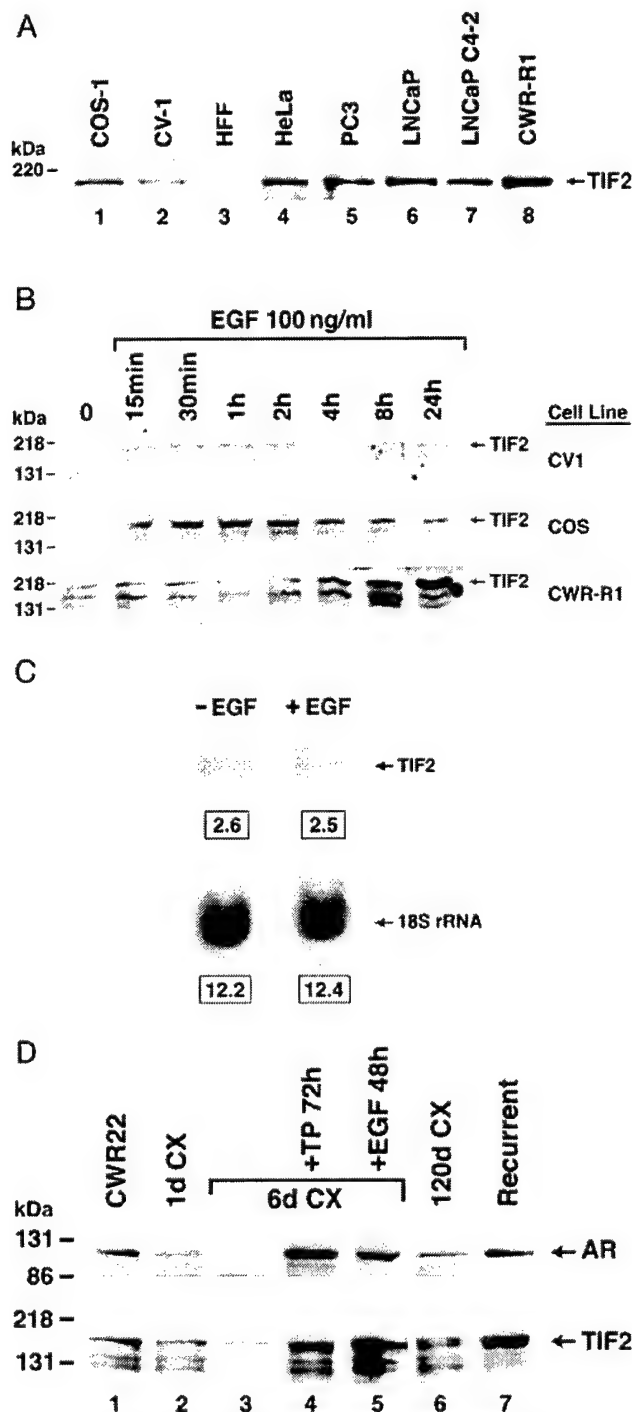 A
COS-1 CV-1 HFF HeLa PC3 LNCaP LNCaP C4-2 CWR-R1
kDa
220 –
←TIF2
1 2 3 4 5 6 7 8
B
EGF 100 ng/ml
kDa 0 15min 30min 1h 2h 4h 8h 24h Cell Line
218– ←TIF2
CV1
131–
218– ←TIF2
COS
131–
218– ←TIF2
CWR-R1
131–
C
–EGF +EGF
←TIF2
2.6 2.5
←18S rRNA
12.2 12.4
D
CWR22 1d CX +TP 72h +EGF 48h 120d CX Recurrent
6d CX
kDa
131 –
←AR
86 –
218 –
←TIF2
131 –
1 2 3 4 5 6 7